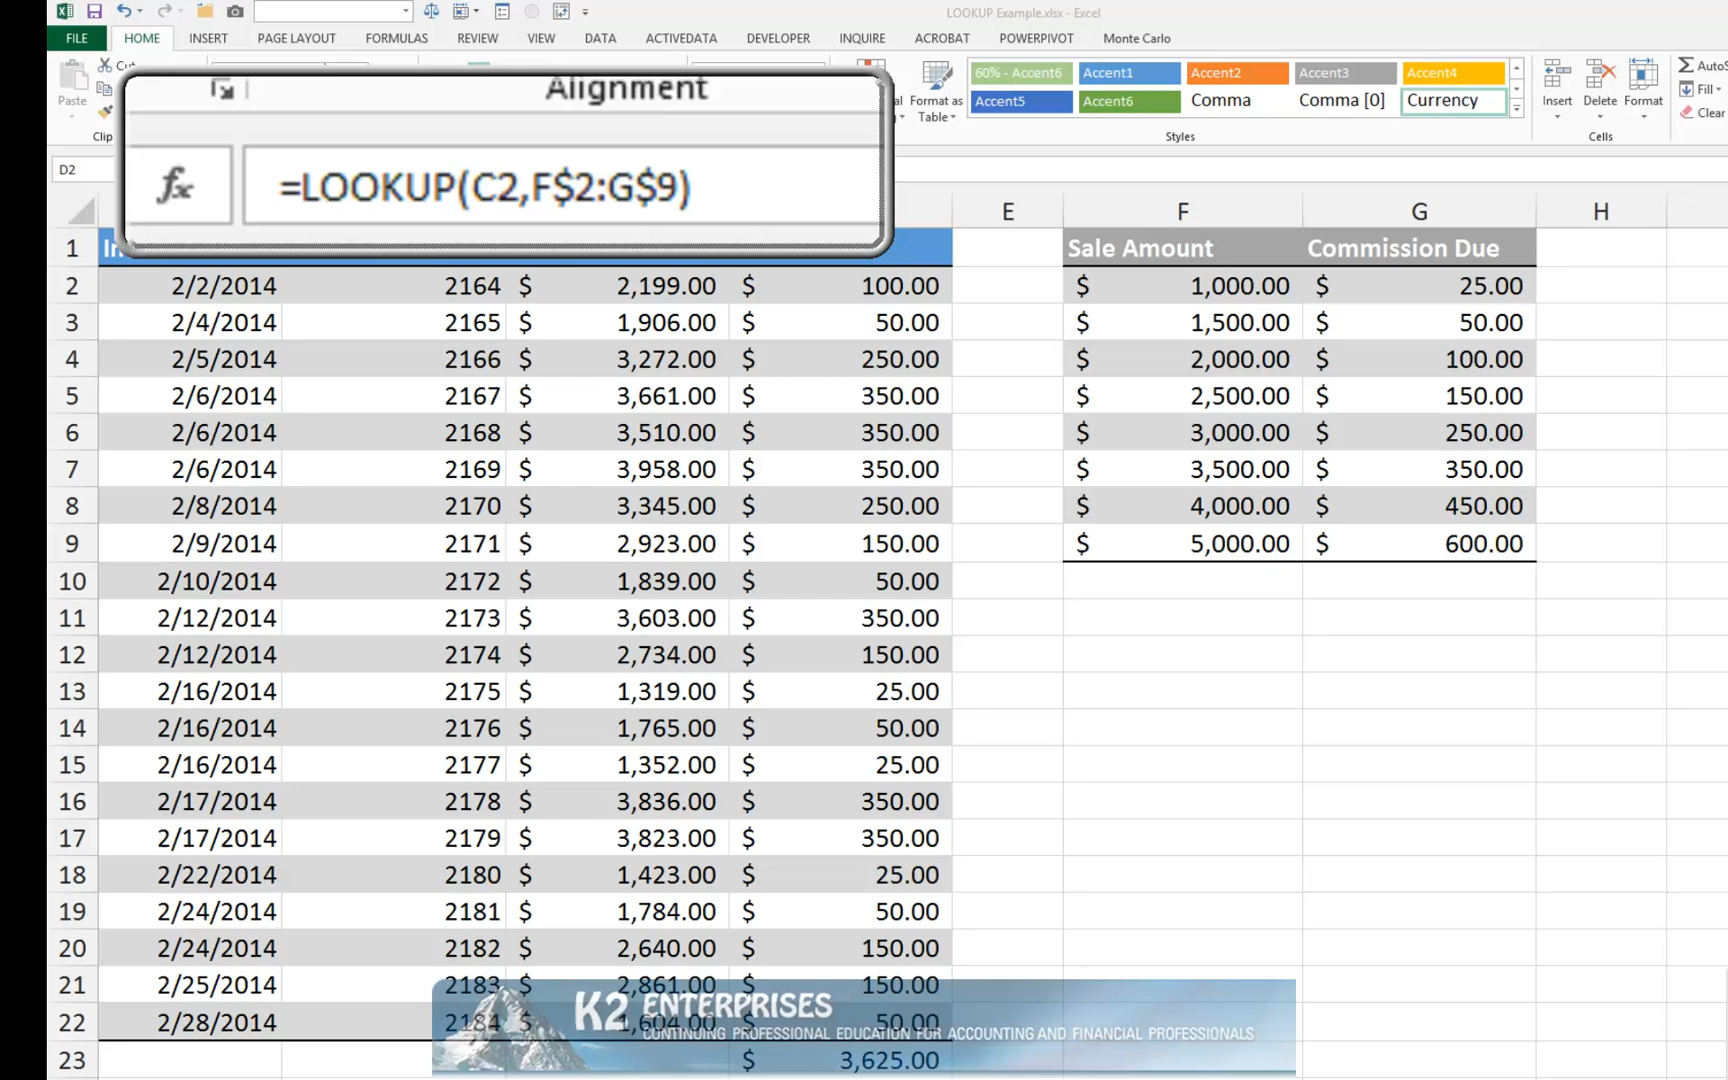 LOOKUP Example.xlsx - Excel
FILE HOME INSERT PAGE LAYOUT FORMULAS REVIEW VIEW DATA ACTIVEDATA DEVELOPER INQUIRE ACROBAT POWERPIVOT Monte Carlo
Cut
Paste
Format as
Table
60% - Accent6 Accent1 Accent2 Accent3 Accent4
Accent5 Accent6 Comma Comma [0] Currency
Insert Delete Format
Fill
Clear
Styles
Cells
Alignment
D2
fx =LOOKUP(C2,F$2:G$9)
E F G H
1 Sale Amount Commission Due
2 2/2/2014 2164 $ 2,199.00 $ 100.00 $ 1,000.00 $ 25.00
3 2/4/2014 2165 $ 1,906.00 $ 50.00 $ 1,500.00 $ 50.00
4 2/5/2014 2166 $ 3,272.00 $ 250.00 $ 2,000.00 $ 100.00
5 2/6/2014 2167 $ 3,661.00 $ 350.00 $ 2,500.00 $ 150.00
6 2/6/2014 2168 $ 3,510.00 $ 350.00 $ 3,000.00 $ 250.00
7 2/6/2014 2169 $ 3,958.00 $ 350.00 $ 3,500.00 $ 350.00
8 2/8/2014 2170 $ 3,345.00 $ 250.00 $ 4,000.00 $ 450.00
9 2/9/2014 2171 $ 2,923.00 $ 150.00 $ 5,000.00 $ 600.00
10 2/10/2014 2172 $ 1,839.00 $ 50.00
11 2/12/2014 2173 $ 3,603.00 $ 350.00
12 2/12/2014 2174 $ 2,734.00 $ 150.00
13 2/16/2014 2175 $ 1,319.00 $ 25.00
14 2/16/2014 2176 $ 1,765.00 $ 50.00
15 2/16/2014 2177 $ 1,352.00 $ 25.00
16 2/17/2014 2178 $ 3,836.00 $ 350.00
17 2/17/2014 2179 $ 3,823.00 $ 350.00
18 2/22/2014 2180 $ 1,423.00 $ 25.00
19 2/24/2014 2181 $ 1,784.00 $ 50.00
20 2/24/2014 2182 $ 2,640.00 $ 150.00
21 2/25/2014 2183 $ 2,861.00 $ 150.00
22 2/28/2014 2184 $ 1,604.00 $ 50.00
23 $ 3,625.00
K2 ENTERPRISES
CONTINUING PROFESSIONAL EDUCATION FOR ACCOUNTING AND FINANCIAL PROFESSIONALS